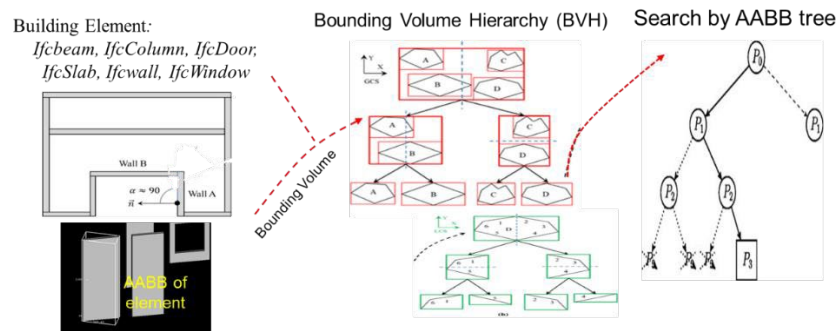 Building Element:
Ifcbeam, IfcColumn, IfcDoor,
IfcSlab, Ifcwall, IfcWindow
Wall B
Wall A
α ≈ 90
n
AABB of
element
Bounding Volume
Bounding Volume Hierarchy (BVH)
Y
X
GCS
A
C
B
D
A
B
C
D
A
B
C
D
Y
X
D
(b)
Search by AABB tree
P0
P1
P1
P2
P2
P3